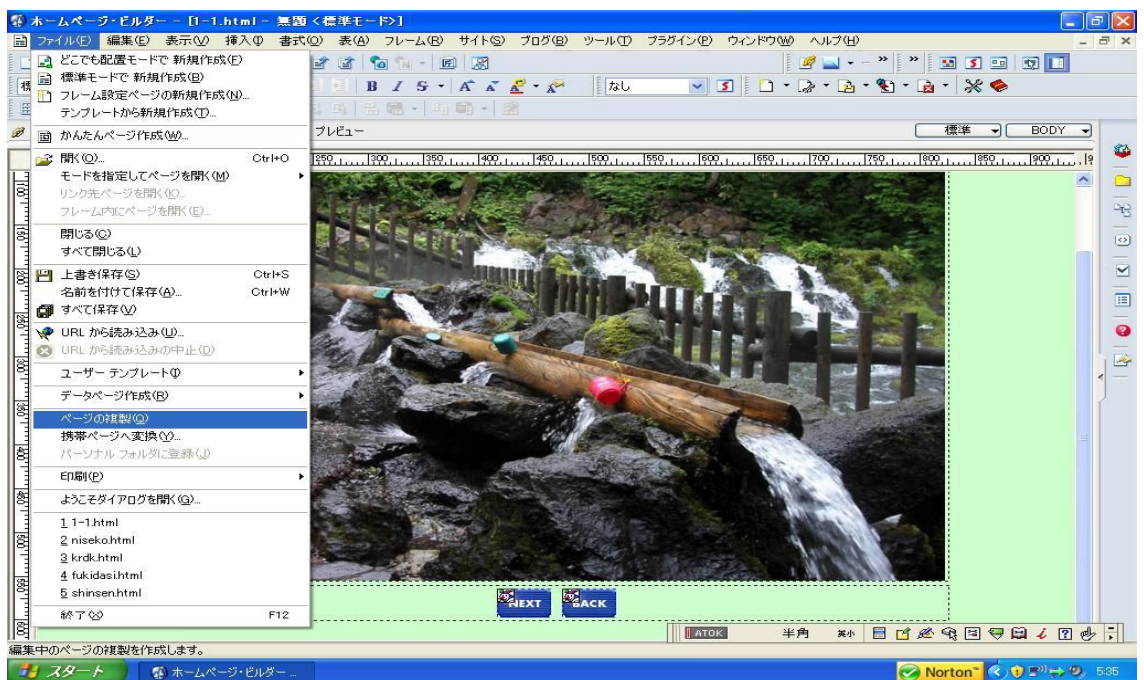 ホームページ・ビルダー - [1-1.html - 無題 <標準モード>]
ファイル(F) 編集(E) 表示(V) 挿入(I) 書式(O) 表(A) フレーム(R) サイト(S) ブログ(B) ツール(T) プラグイン(P) ウィンドウ(W) ヘルプ(H)
どこでも配置モードで 新規作成(F)
標準モードで 新規作成(B)
フレーム設定ページの新規作成(N)...
テンプレートから新規作成(T)...
かんたんページ作成(W)...
開く(O)... Ctrl+O
モードを指定してページを開く(M)
リンク先ページを開く(K)...
フレーム内にページを開く(E)...
閉じる(C)
すべて閉じる(L)
上書き保存(S) Ctrl+S
名前を付けて保存(A)... Ctrl+W
すべて保存(V)
URL から読み込み(U)...
URL から読み込みの中止(D)
ユーザー テンプレート(I)
データページ作成(R)
ページの複製(Q)
携帯ページへ変換(Y)...
パーソナル フォルダに登録(J)
印刷(P)
ようこそダイアログを開く(G)...
1 1-1.html
2 niseko.html
3 krdk.html
4 fukidasi.html
5 shinsen.html
終了(X) F12
なし
プレビュー
標準 BODY
250 300 350 400 450 500 550 600 650 700 750 800 850 900
NEXT BACK
ATOK 半角 英小
編集中のページの複製を作成します。
スタート ホームページ・ビルダー ... Norton 5:35